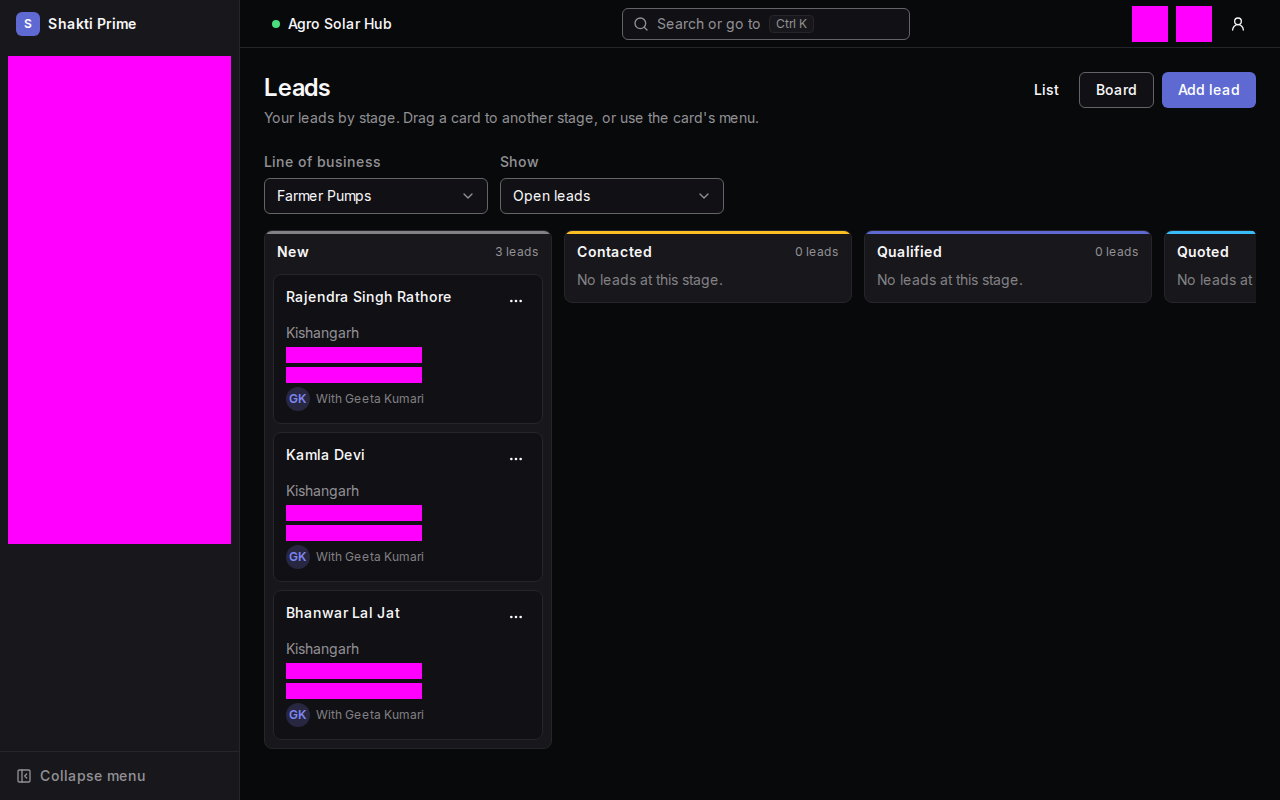 S Shakti Prime
Agro Solar Hub
Search or go to Ctrl K
Leads
Your leads by stage. Drag a card to another stage, or use the card's menu.
List Board Add lead
Line of business Show
Farmer Pumps Open leads
New 3 leads
Rajendra Singh Rathore
Kishangarh
GK With Geeta Kumari
Kamla Devi
Kishangarh
GK With Geeta Kumari
Bhanwar Lal Jat
Kishangarh
GK With Geeta Kumari
Contacted 0 leads
No leads at this stage.
Qualified 0 leads
No leads at this stage.
Quoted
No leads at
Collapse menu